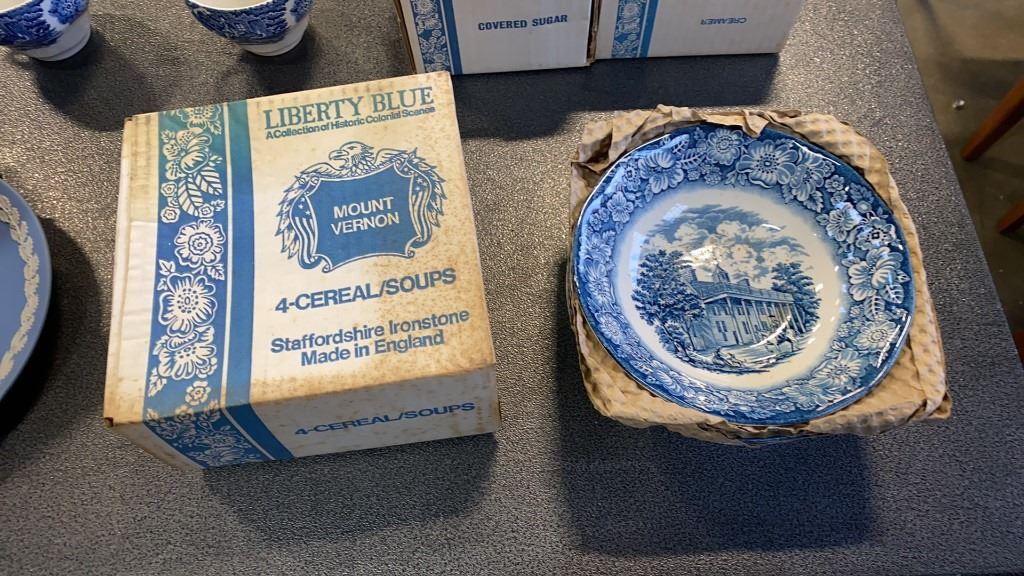 COVERED SUGAR
CREAMER
LIBERTY BLUE
A Collection of Historic Colonial Scenes
MOUNT
VERNON
4-CEREAL/SOUPS
Staffordshire Ironstone
Made in England
4-CEREAL/SOUPS